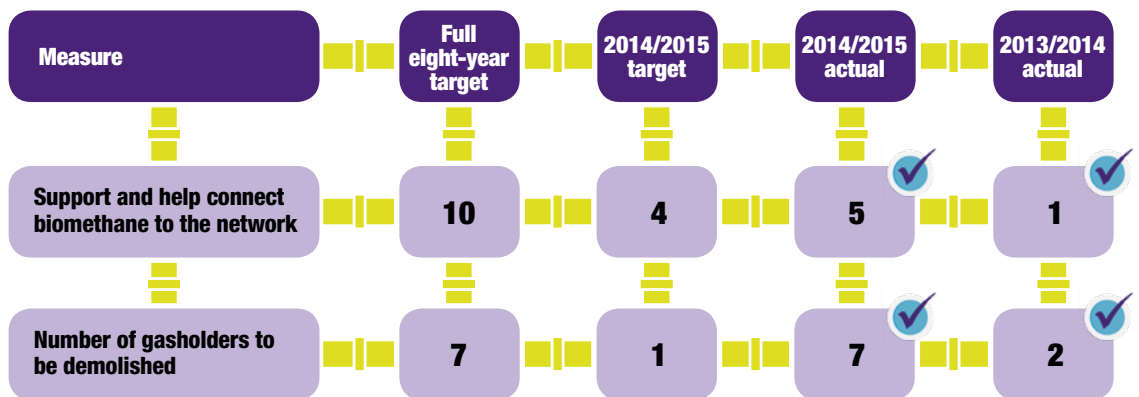 Measure
Full
eight-year
target
2014/2015
target
2014/2015
actual
2013/2014
actual
Support and help connect
biomethane to the network
10
4
5
1
Number of gasholders to
be demolished
7
1
7
2